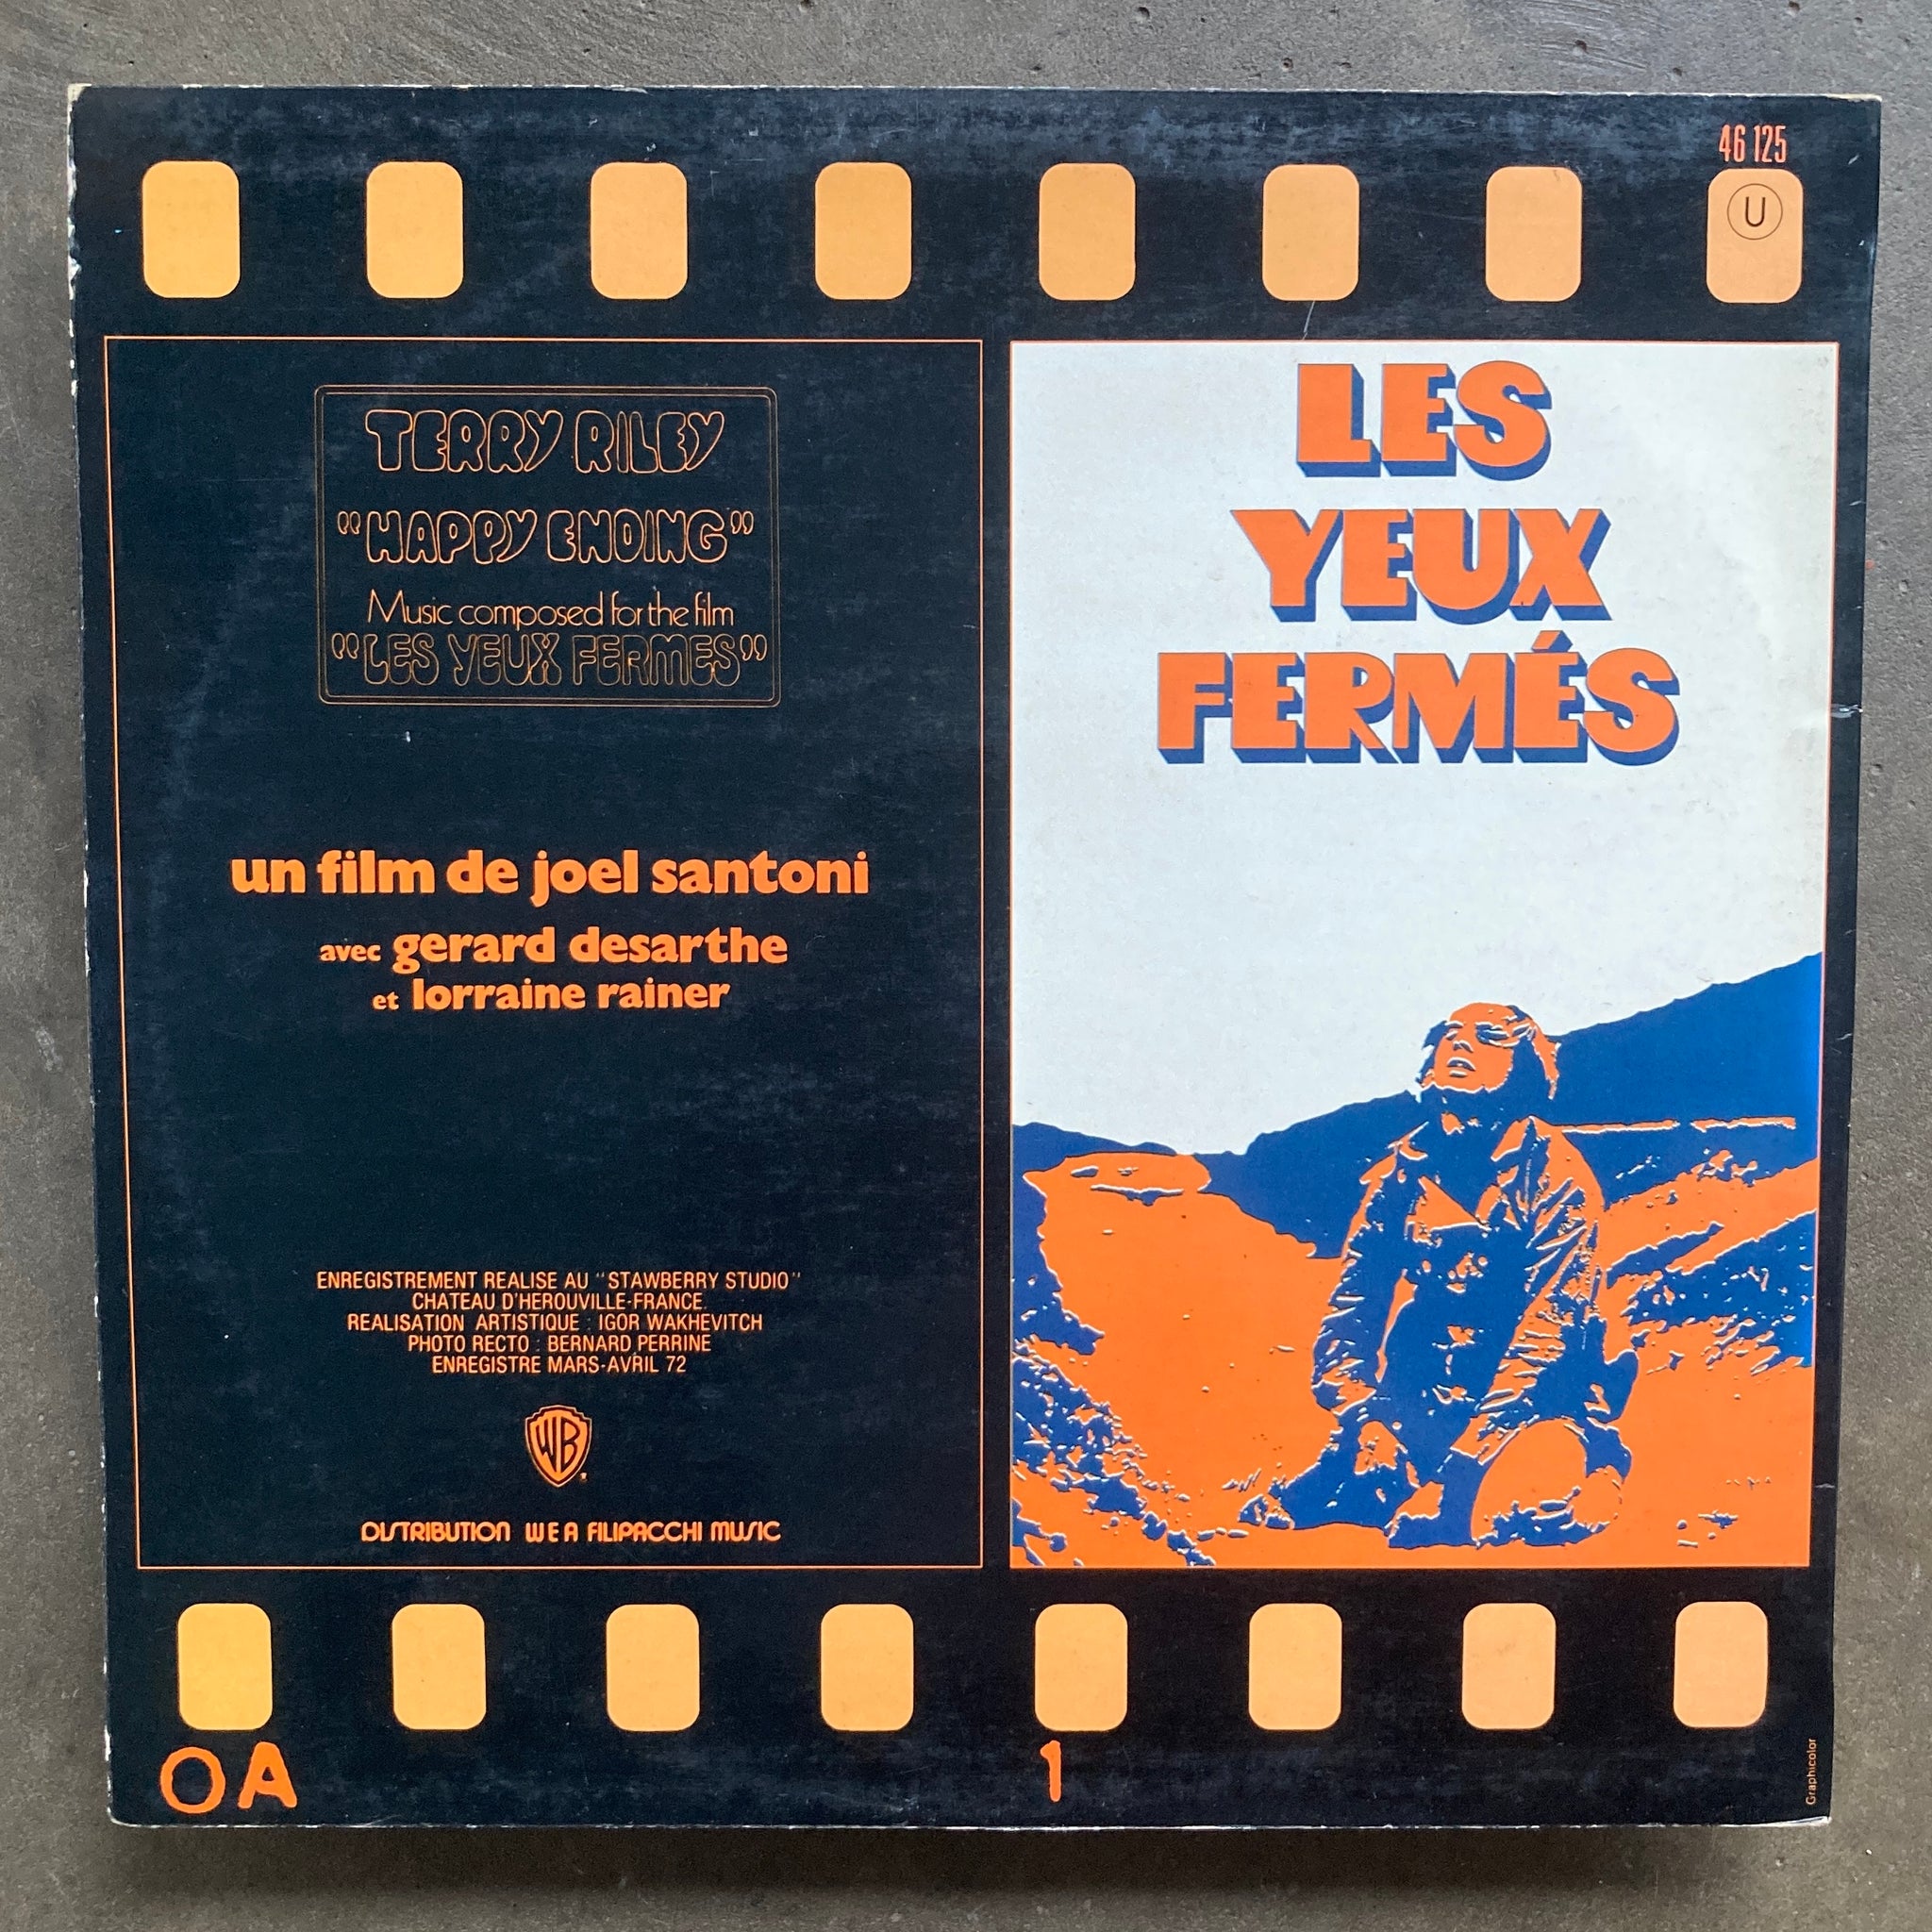 46 125
U
TERRY RILEY
"HAPPY ENDING"
Music composed for the film
"LES YEUX FERMES"
un film de joel santoni
avec gerard desarthe
et lorraine rainer
ENREGISTREMENT REALISE AU "STAWBERRY STUDIO"
CHATEAU D'HEROUVILLE-FRANCE.
REALISATION ARTISTIQUE : IGOR WAKHEVITCH
PHOTO RECTO : BERNARD PERRINE
ENREGISTRE MARS-AVRIL 72
WB
DISTRIBUTION WEA FILIPACCHI MUSIC
LES
YEUX
FERMÉS
OA
1
Graphicolor